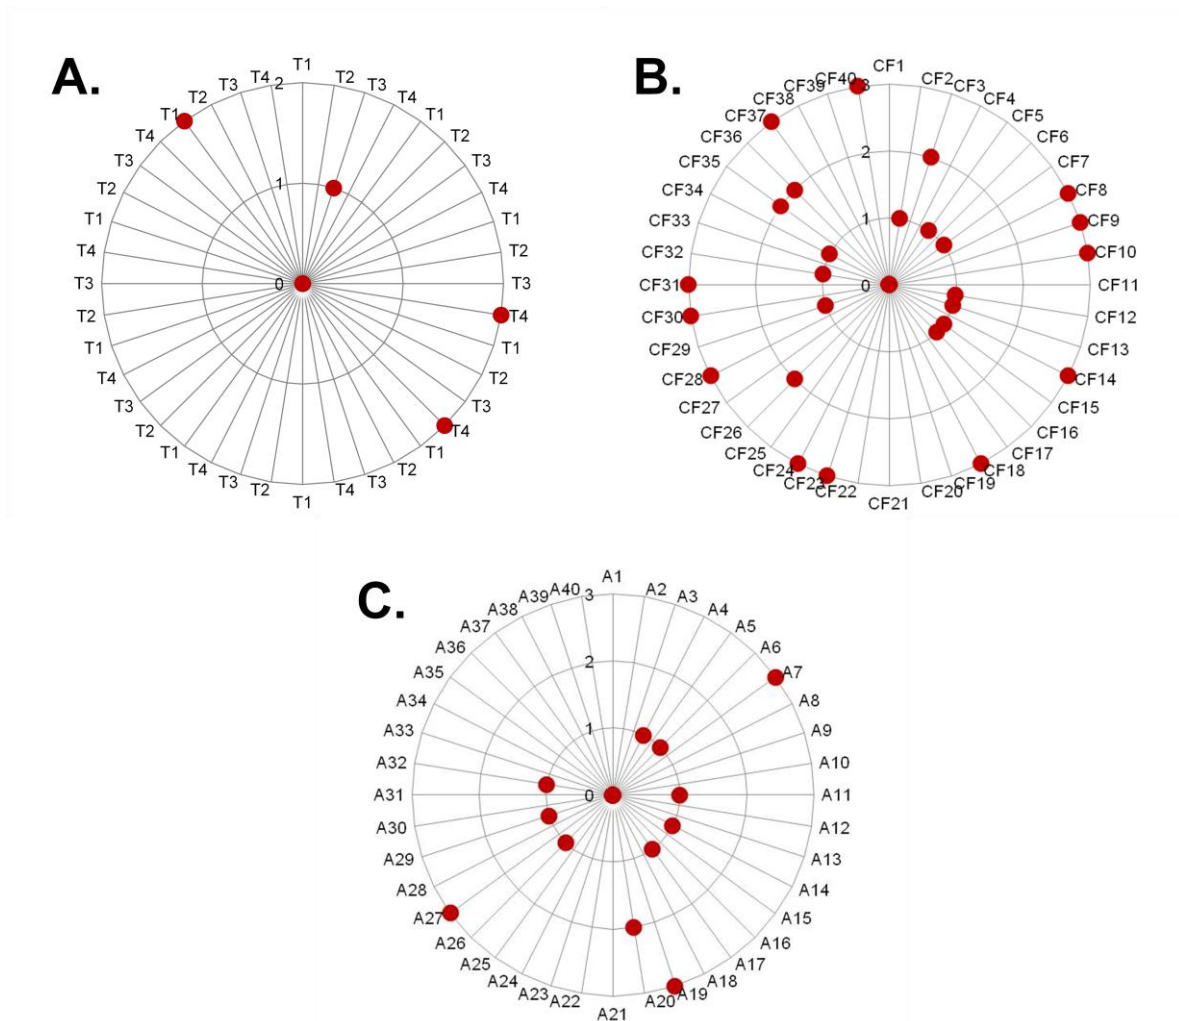 A.
T1
T2
T3
T4
T1
T2
T3
T4
T1
T2
T3
T4
T1
T2
T3
T4
T1
T2
T3
T4
T1
T2
T3
T4
T1
T2
T3
T4
T1
T2
T3
T4
T1
T2
T3
T4
T1
T2
T3
T4
2
1
0
B.
CF1
CF2
CF3
CF4
CF5
CF6
CF7
CF8
CF9
CF10
CF11
CF12
CF13
CF14
CF15
CF16
CF17
CF18
CF19
CF20
CF21
CF22
CF23
CF24
CF25
CF26
CF27
CF28
CF29
CF30
CF31
CF32
CF33
CF34
CF35
CF36
CF37
CF38
CF39
CF40
3
2
1
0
C.
A1
A2
A3
A4
A5
A6
A7
A8
A9
A10
A11
A12
A13
A14
A15
A16
A17
A18
A19
A20
A21
A22
A23
A24
A25
A26
A27
A28
A29
A30
A31
A32
A33
A34
A35
A36
A37
A38
A39
A40
3
2
1
0